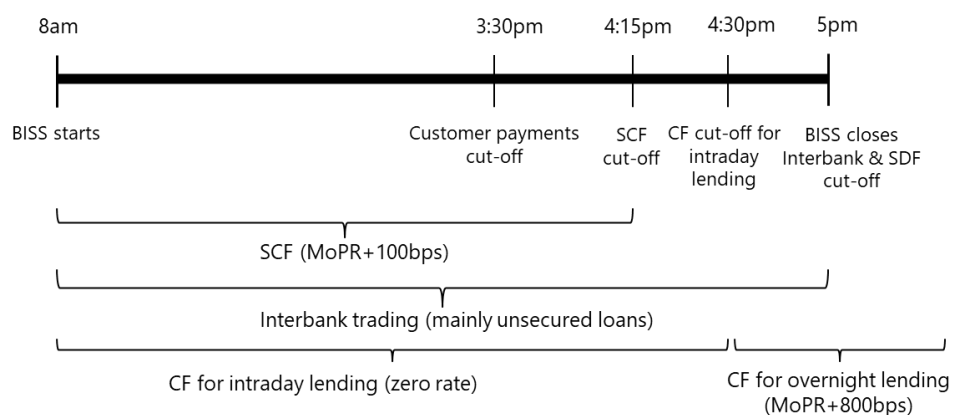 8am
3:30pm
4:15pm
4:30pm
5pm
BISS starts
Customer payments
cut-off
SCF
cut-off
CF cut-off for
intraday
lending
BISS closes
Interbank & SDF
cut-off
SCF (MoPR+100bps)
Interbank trading (mainly unsecured loans)
CF for intraday lending (zero rate)
CF for overnight lending
(MoPR+800bps)